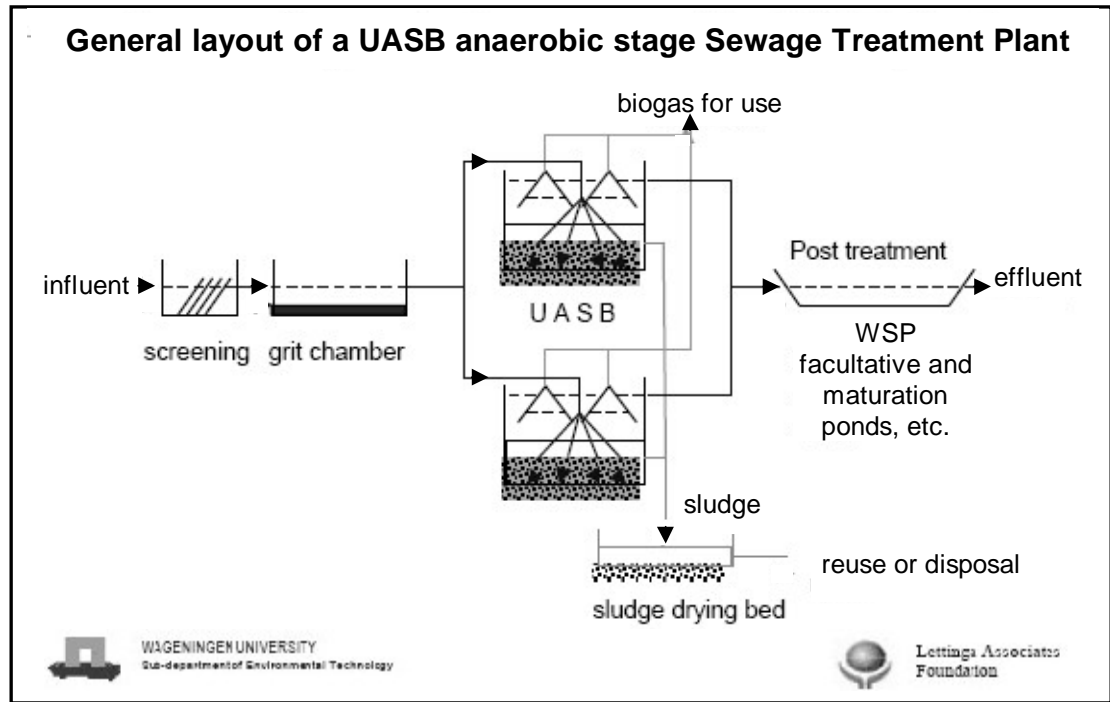 General layout of a UASB anaerobic stage Sewage Treatment Plant
biogas for use
influent
screening
grit chamber
UASB
Post treatment
effluent
WSP
facultative and
maturation
ponds, etc.
sludge
reuse or disposal
sludge drying bed
WAGENINGEN UNIVERSITY
Sub-department of Environmental Technology
Lettinga Associates
Foundation